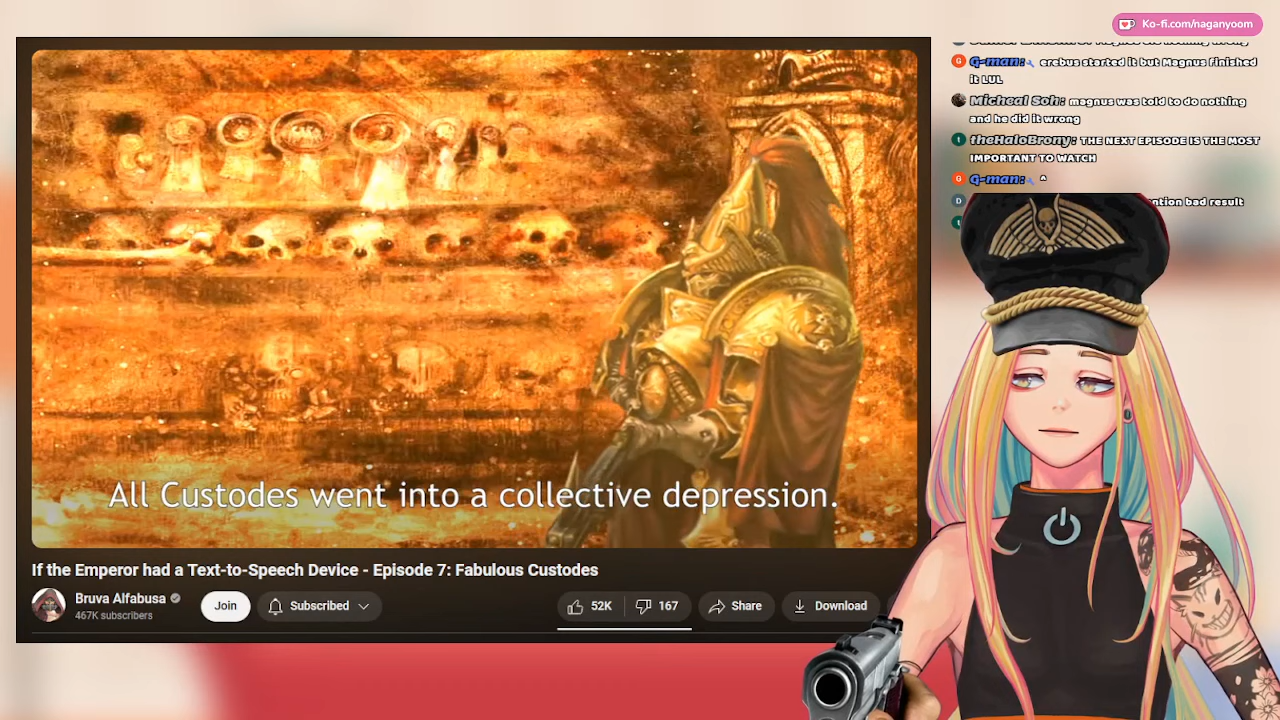 Ko-fi.com/naganyoom
G-man: erebus started it but Magnus finished
it LUL
Micheal Soh: magnus was told to do nothing
and he did it wrong
theHaloBrony: THE NEXT EPISODE IS THE MOST
IMPORTANT TO WATCH
G-man: ^
bad result
All Custodes went into a collective depression.
If the Emperor had a Text-to-Speech Device - Episode 7: Fabulous Custodes
Bruva Alfabusa
467K subscribers
Join
Subscribed
52K
167
Share
Download